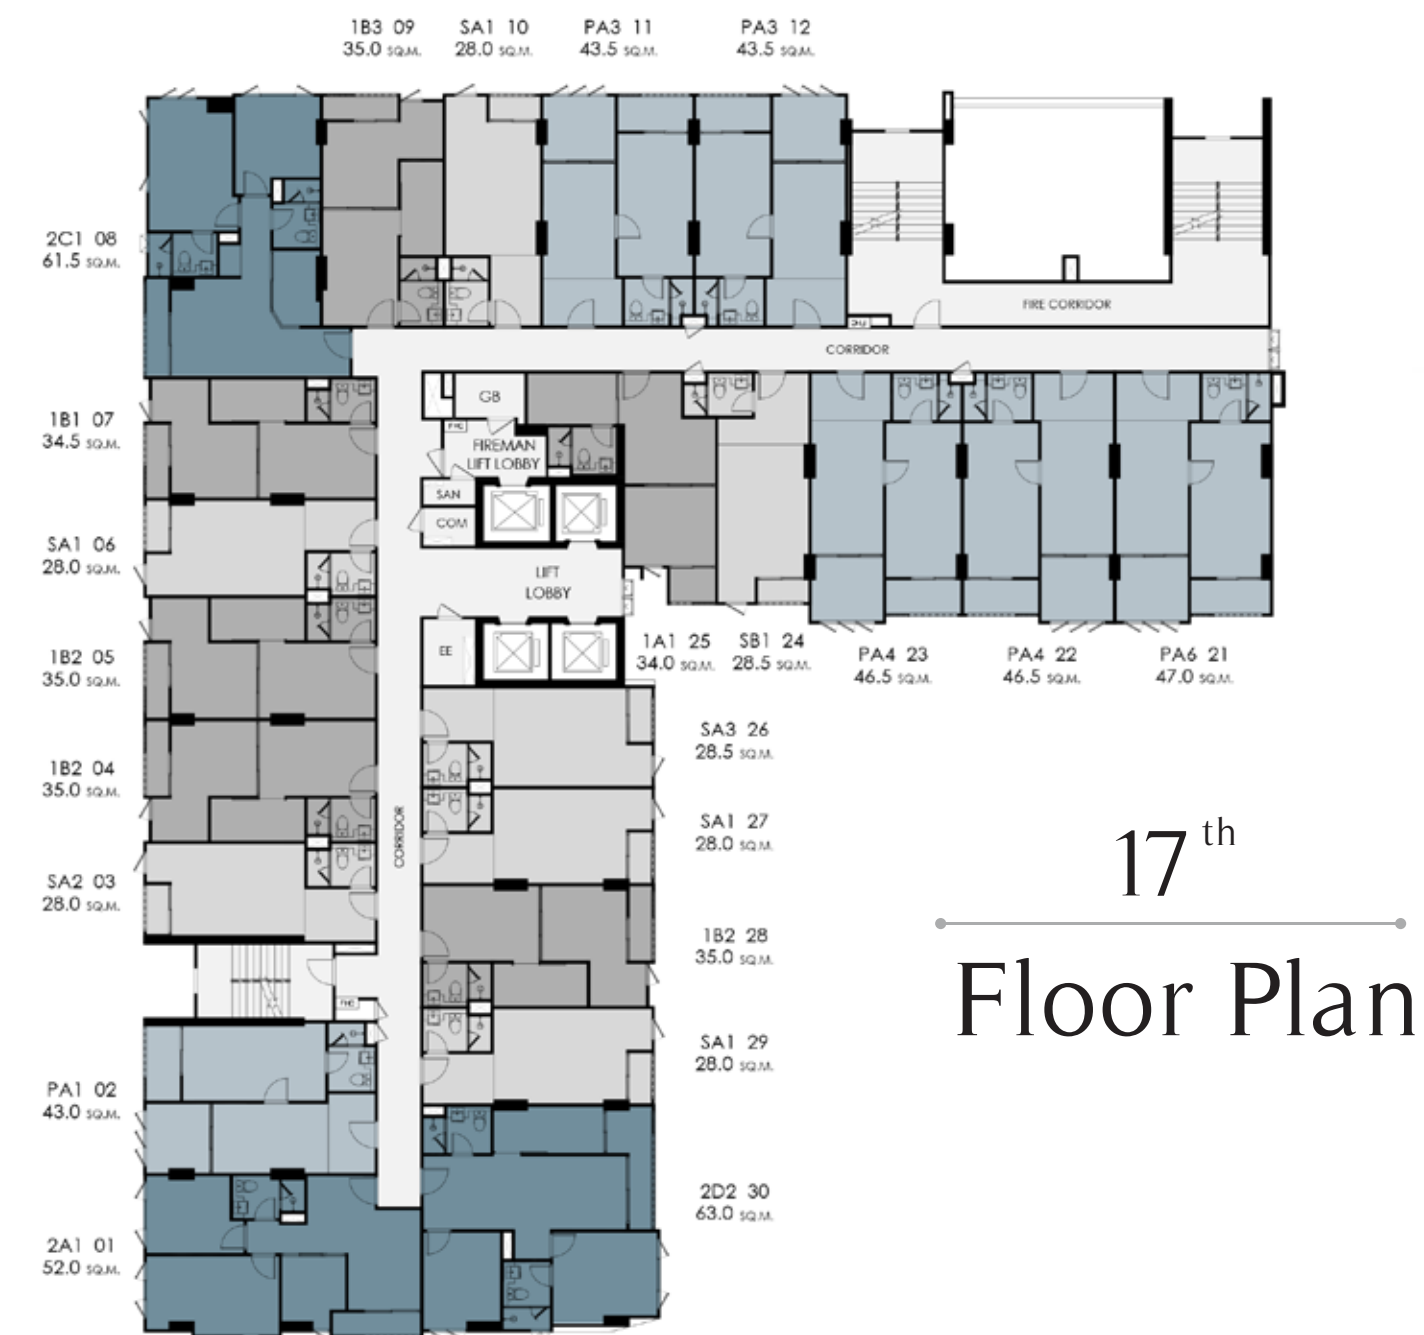 1B3 09
35.0 SQ.M.
SA1 10
28.0 SQ.M.
PA3 11
43.5 SQ.M.
PA3 12
43.5 SQ.M.
2C1 08
61.5 SQ.M.
FIRE CORRIDOR
CORRIDOR
1B1 07
34.5 SQ.M.
GB
FHC
FIREMAN
LIFT LOBBY
SAN
COM
SA1 06
28.0 SQ.M.
LIFT
LOBBY
EE
1B2 05
35.0 SQ.M.
1A1 25
34.0 SQ.M.
SB1 24
28.5 SQ.M.
PA4 23
46.5 SQ.M.
PA4 22
46.5 SQ.M.
PA6 21
47.0 SQ.M.
SA3 26
28.5 SQ.M.
1B2 04
35.0 SQ.M.
SA1 27
28.0 SQ.M.
CORRIDOR
17th
Floor Plan
SA2 03
28.0 SQ.M.
1B2 28
35.0 SQ.M.
FHC
SA1 29
28.0 SQ.M.
PA1 02
43.0 SQ.M.
2D2 30
63.0 SQ.M.
2A1 01
52.0 SQ.M.